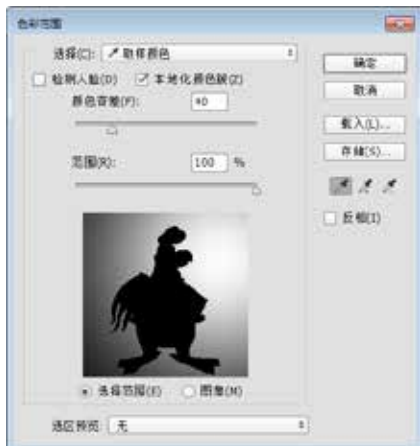 色彩范围
选择(C): 取样颜色
检测人脸(D) 本地化颜色簇(Z)
颜色容差(F): 40
范围(R): 100 %
选择范围(E) 图像(M)
选区预览: 无
确定
取消
载入(L)...
存储(S)...
反相(I)